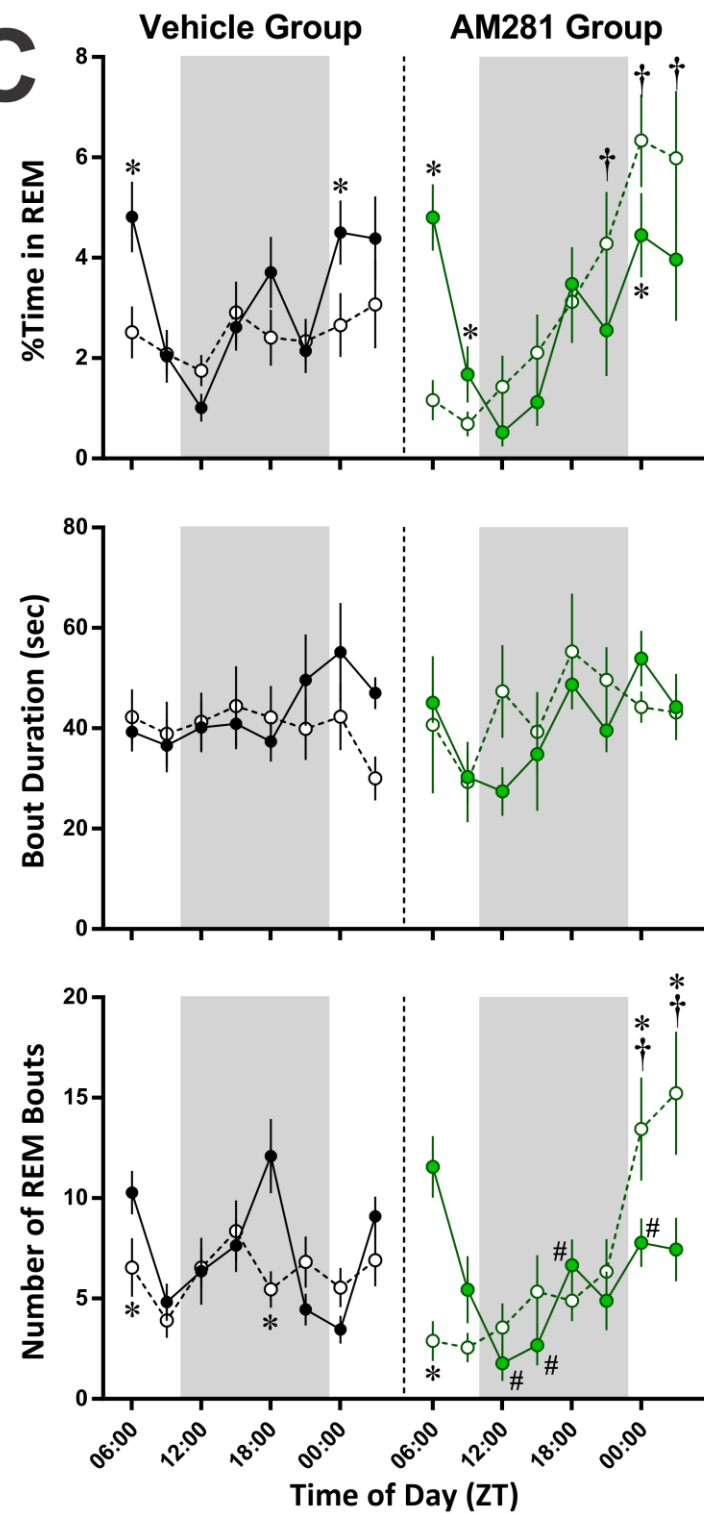 C
Vehicle Group AM281 Group
%Time in REM
8
6
4
2
0
* * * * * † † †
Bout Duration (sec)
80
60
40
20
0
Number of REM Bouts
20
15
10
5
0
* * * # # # # * † * †
06:00 12:00 18:00 00:00 06:00 12:00 18:00 00:00
Time of Day (ZT)